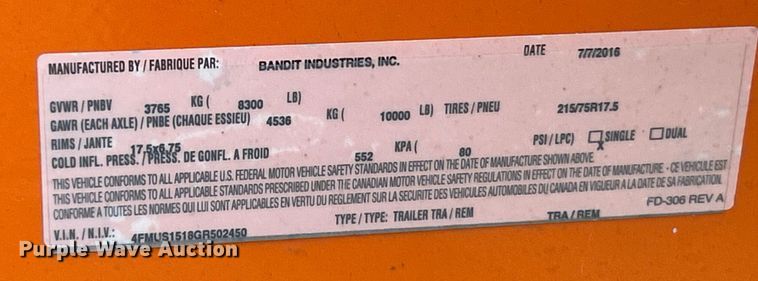 MANUFACTURED BY / FABRIQUE PAR: BANDIT INDUSTRIES, INC. DATE 7/7/2016
GVWR / PNBV 3765 KG ( 8300 LB)
GAWR (EACH AXLE) / PNBE (CHAQUE ESSIEU) 4536 KG ( 10000 LB) TIRES / PNEU 215/75R17.5
RIMS / JANTE 17.5x6.75
COLD INFL. PRESS. / PRESS. DE GONFL. A FROID 552 KPA ( 80 PSI / LPC) SINGLE X DUAL
THIS VEHICLE CONFORMS TO ALL APPLICABLE U.S. FEDERAL MOTOR VEHICLE SAFETY STANDARDS IN EFFECT ON THE DATE OF MANUFACTURE SHOWN ABOVE.
THIS VEHICLE CONFORMS TO ALL APPLICABLE STANDARDS PRESCRIBED UNDER THE CANADIAN MOTOR VEHICLE SAFETY REGULATIONS IN EFFECT ON THE DATE OF MANUFACTURE - CE VEHICULE EST
CONFORME A TOUTES LES NORMES QUI LUI SONT APPLICABLES EN VERTU DU REGLEMENT SUR LA SECURITE DES VEHICULES AUTOMOBILES DU CANADA EN VIGUEUR A LA DATE DE SA FABRICATION.
FD-306 REV A
V.I.N. / N.I.V.: 4FMUS1518GR502450 TYPE / TYPE: TRAILER TRA / REM TRA / REM
Purple Wave Auction